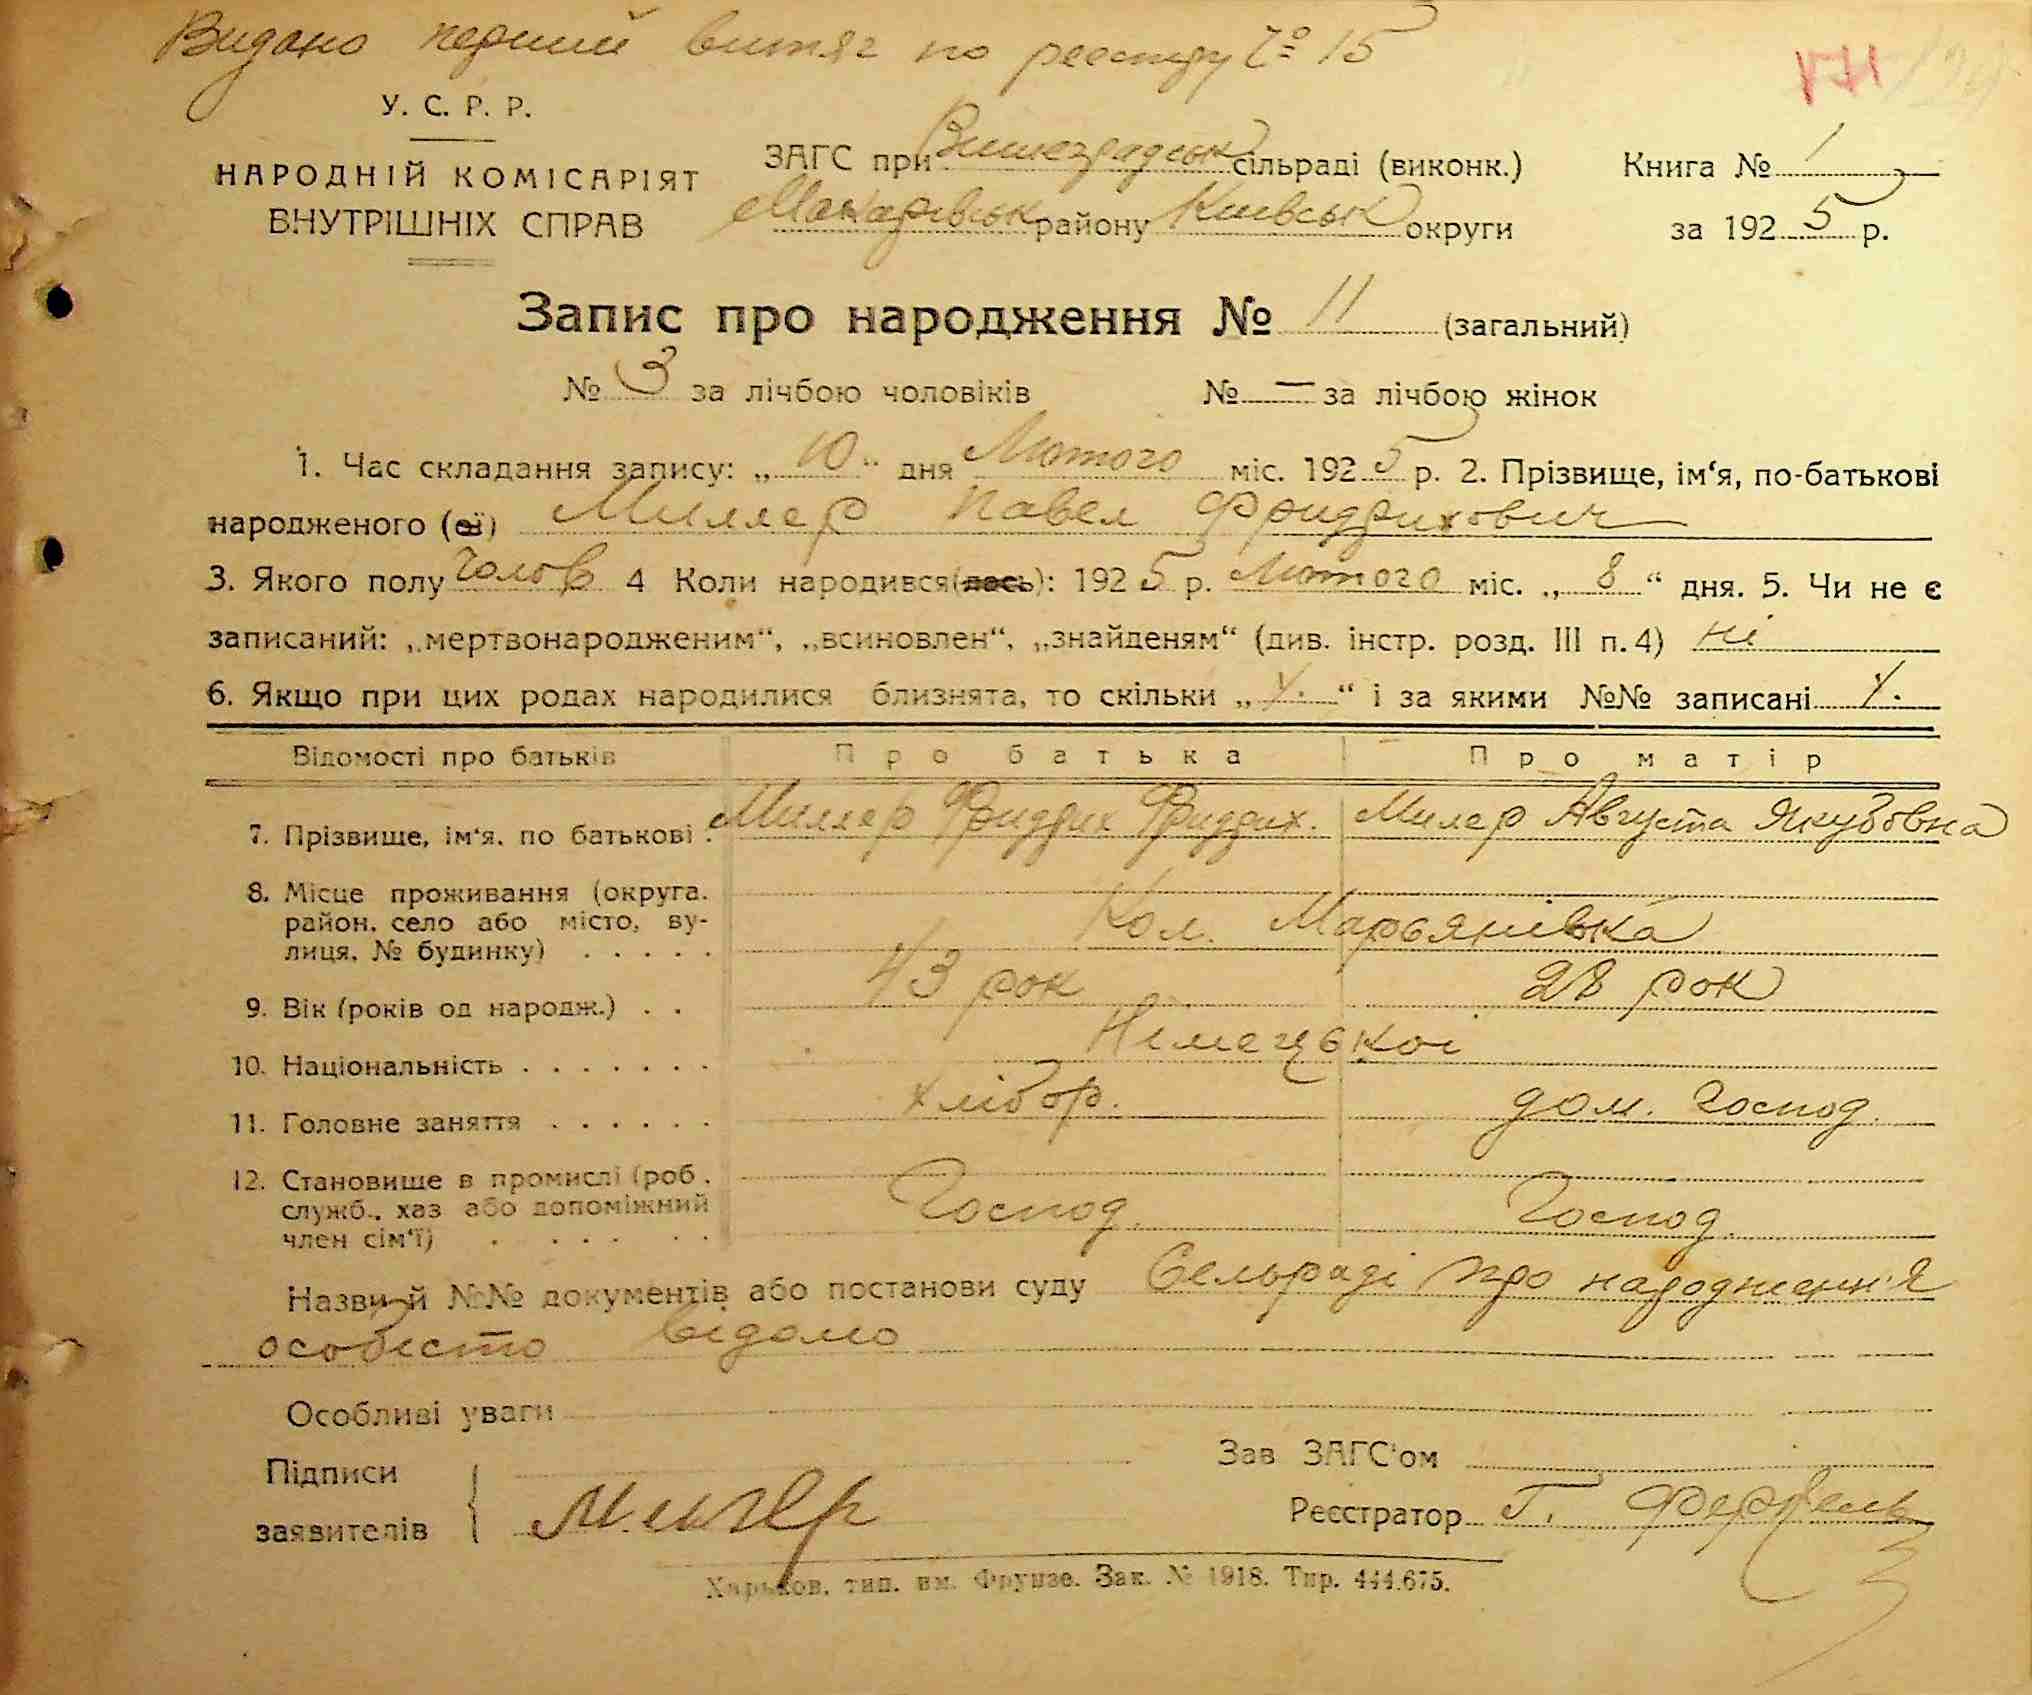 Видано перший витяг по реєстру № 15
171
У. С. Р. Р.
НАРОДНІЙ КОМІСАРІЯТ
ВНУТРІШНІХ СПРАВ
ЗАГС при Вишеградськ сільраді (виконк.)
Макарівськ району Київськ округи
Книга № 1
за 1925 р.
Запис про народження № 11 (загальний)
№ 3 за лічбою чоловіків № — за лічбою жінок
1. Час складання запису: „ 10 “ дня Лютого міс. 1925 р. 2. Прізвище, ім‘я, по-батькові
народженого (ої) Миллер Павел Фридрихович
3. Якого полу Чолов 4 Коли народився(лась): 1925 р. Лютого міс. „ 8 “ дня. 5. Чи не є
записаний: „мертвонародженим“, „всиновлен“, „знайденям“ (див. інстр. розд. III п. 4) ні
6. Якщо при цих родах народилися близнята, то скільки „ “ і за якими №№ записані
Відомості про батьків Про батька Про матір
7. Прізвище, ім‘я, по батькові . Миллер Фридрих Фридрих. Милер Августа Якубовна
8. Місце проживання (округа,
район, село або місто, ву-
лиця, № будинку) . . . . . Кол. Марьянівка
9. Вік (років од народж.) . . 43 рок 28 рок
10. Національність . . . . . . . Німецької
11. Головне заняття . . . . . . хлібор. дом. господ.
12. Становище в промислі (роб.,
служб., хаз або допоміжний
член сім‘ї) . . . . . . Господ. Господ.
Назви й №№ документів або постанови суду Сельраді про народження
особисто відомо
Особливі уваги
Підписи
заявителів Миллер
Зав ЗАГС‘ом
Реєстратор Г.
Харьков, тип. им. Фрунзе. Зак. № 1918. Тир. 444.675.